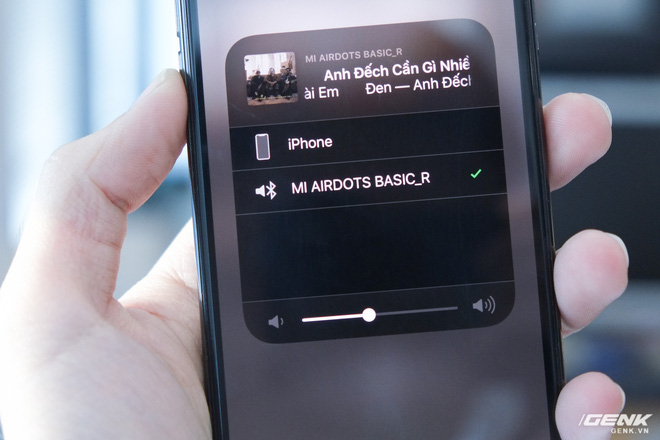 MI AIRDOTS BASIC_R
Anh Đếch Cần Gì Nhiề
ài Em Đen — Anh Đếch
iPhone
MI AIRDOTS BASIC_R
GENK
GENK.VN